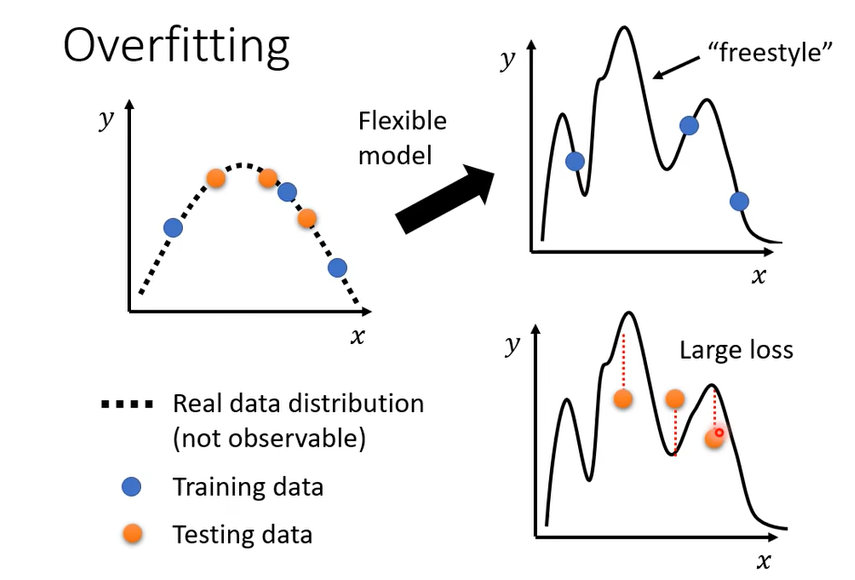 Overfitting
y
x
Flexible
model
y
“freestyle”
x
y
Large loss
x
Real data distribution
(not observable)
Training data
Testing data